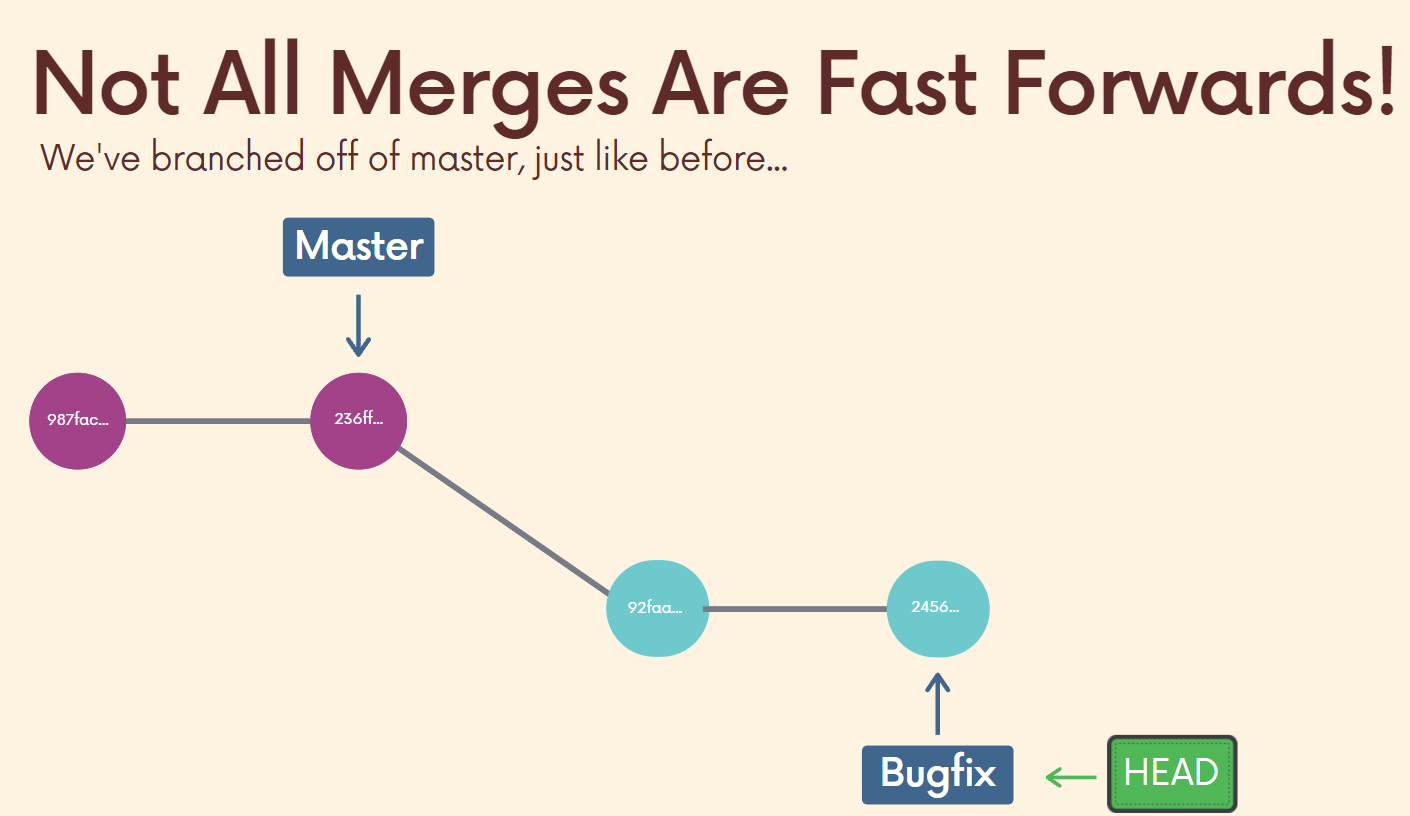 Not All Merges Are Fast Forwards!
We've branched off of master, just like before...
Master
987fac...
236ff...
92faa...
2456...
Bugfix
HEAD